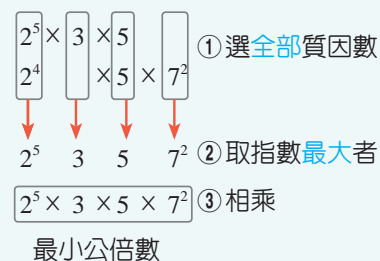 2⁵ × 3 × 5 ①選全部質因數
2⁴ × 5 × 7²
2⁵ 3 5 7² ②取指數最大者
2⁵ × 3 × 5 × 7² ③相乘
最小公倍數